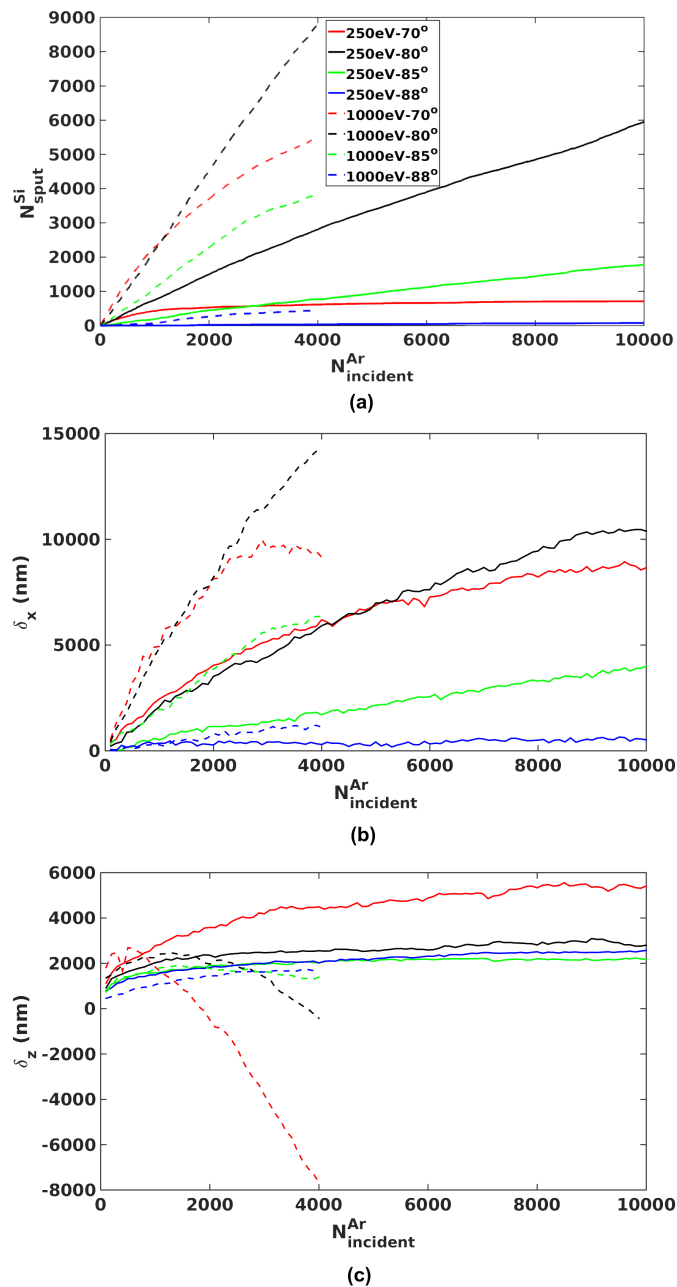 9000
8000
7000
6000
5000
4000
3000
2000
1000
0
N^Si_sput
250eV-70°
250eV-80°
250eV-85°
250eV-88°
1000eV-70°
1000eV-80°
1000eV-85°
1000eV-88°
0 2000 4000 6000 8000 10000
N^Ar_incident
(a)
15000
10000
5000
0
δ_x (nm)
0 2000 4000 6000 8000 10000
N^Ar_incident
(b)
6000
4000
2000
0
-2000
-4000
-6000
-8000
δ_z (nm)
0 2000 4000 6000 8000 10000
N^Ar_incident
(c)